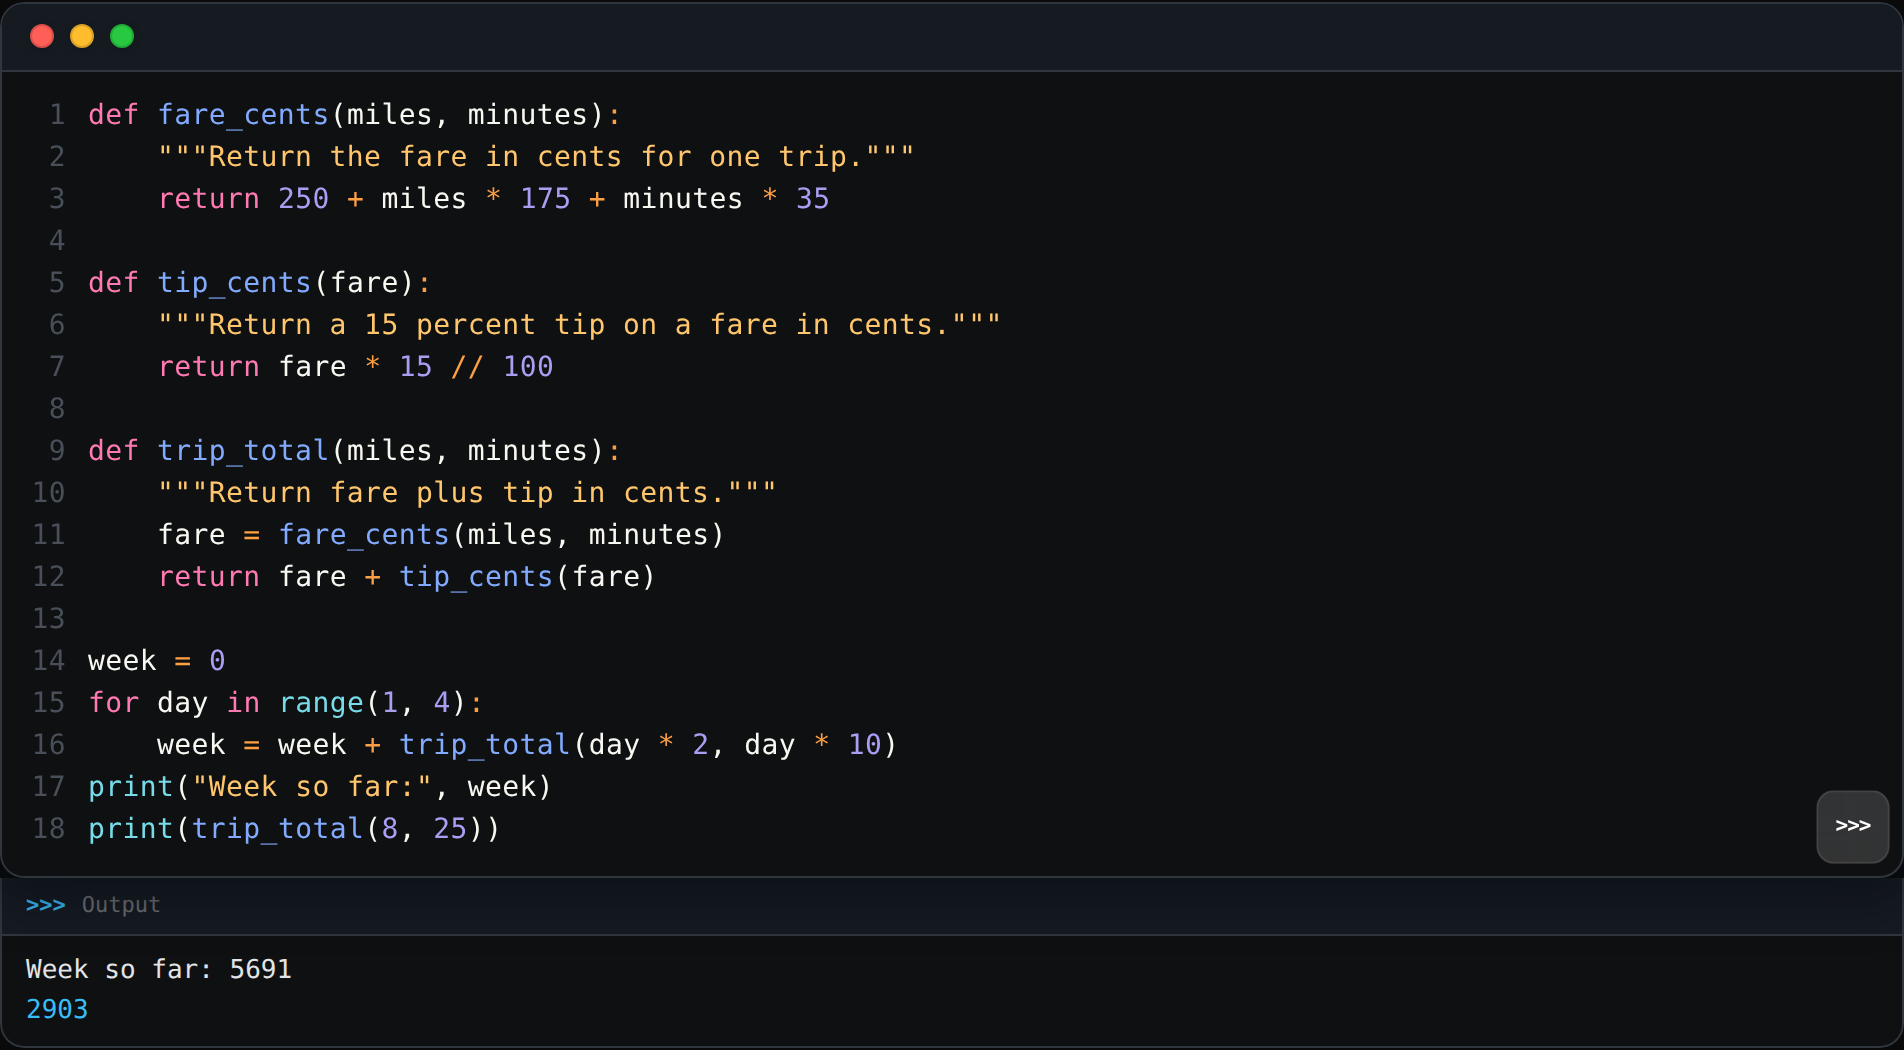 1 def fare_cents(miles, minutes):
2     """Return the fare in cents for one trip."""
3     return 250 + miles * 175 + minutes * 35
4
5 def tip_cents(fare):
6     """Return a 15 percent tip on a fare in cents."""
7     return fare * 15 // 100
8
9 def trip_total(miles, minutes):
10     """Return fare plus tip in cents."""
11     fare = fare_cents(miles, minutes)
12     return fare + tip_cents(fare)
13
14 week = 0
15 for day in range(1, 4):
16     week = week + trip_total(day * 2, day * 10)
17 print("Week so far:", week)
18 print(trip_total(8, 25))
>>>
>>> Output
Week so far: 5691
2903